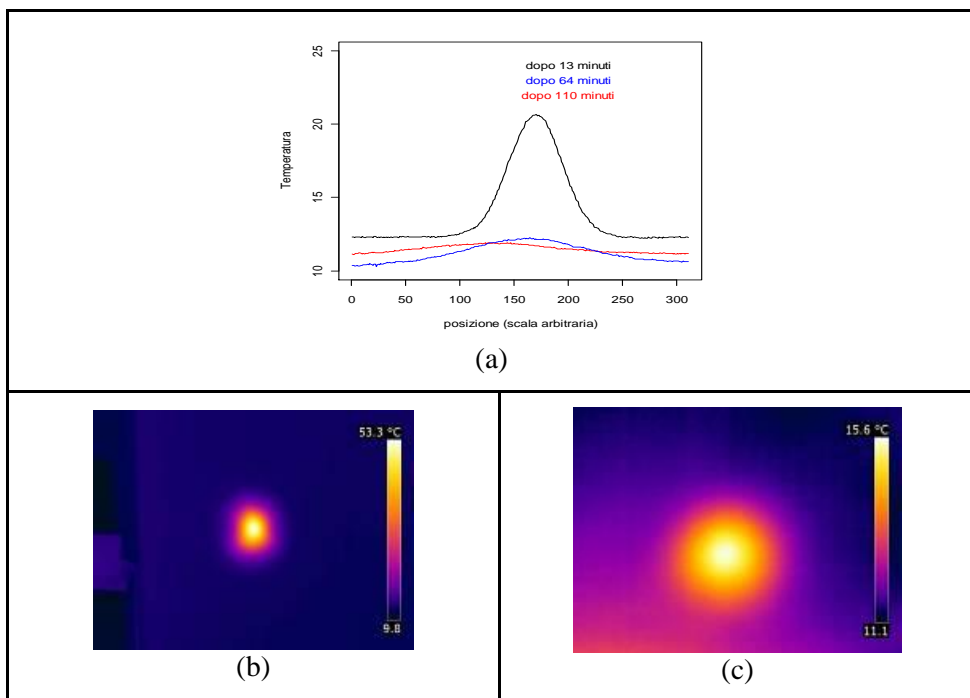 25
20
15
10
Temperatura
dopo 13 minuti
dopo 64 minuti
dopo 110 minuti
0 50 100 150 200 250 300
posizione (scala arbitraria)
(a)
53.3 °C
9.8
(b)
15.6 °C
11.1
(c)